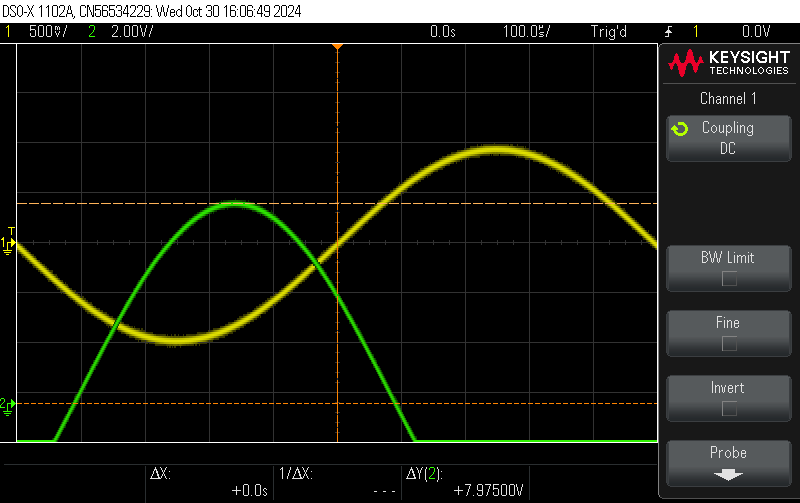 DSO-X 1102A, CN56534229: Wed Oct 30 16:06:49 2024
1 500mV/ 2 2.00V/ 0.0s 100.0us/ Trig'd 1 0.0V
KEYSIGHT
TECHNOLOGIES
Channel 1
Coupling
DC
T
1
BW Limit
Fine
Invert
2
Probe
ΔX: 1/ΔX: ΔY(2):
+0.0s --- +7.97500V